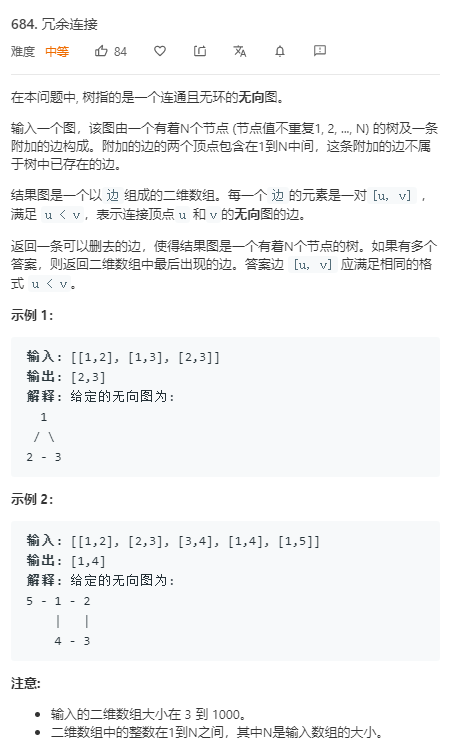 684. 冗余连接
难度 中等 84
在本问题中, 树指的是一个连通且无环的无向图。
输入一个图，该图由一个有着N个节点 (节点值不重复1, 2, ..., N) 的树及一条
附加的边构成。附加的边的两个顶点包含在1到N中间，这条附加的边不属
于树中已存在的边。
结果图是一个以 边 组成的二维数组。每一个 边 的元素是一对 [u, v] ，
满足 u < v ，表示连接顶点 u 和 v 的无向图的边。
返回一条可以删去的边，使得结果图是一个有着N个节点的树。如果有多个
答案，则返回二维数组中最后出现的边。答案边 [u, v] 应满足相同的格
式 u < v 。
示例 1：
输入: [[1,2], [1,3], [2,3]]
输出: [2,3]
解释: 给定的无向图为:
1
/ \
2 - 3
示例 2：
输入: [[1,2], [2,3], [3,4], [1,4], [1,5]]
输出: [1,4]
解释: 给定的无向图为:
5 - 1 - 2
| |
4 - 3
注意:
• 输入的二维数组大小在 3 到 1000。
• 二维数组中的整数在1到N之间，其中N是输入数组的大小。